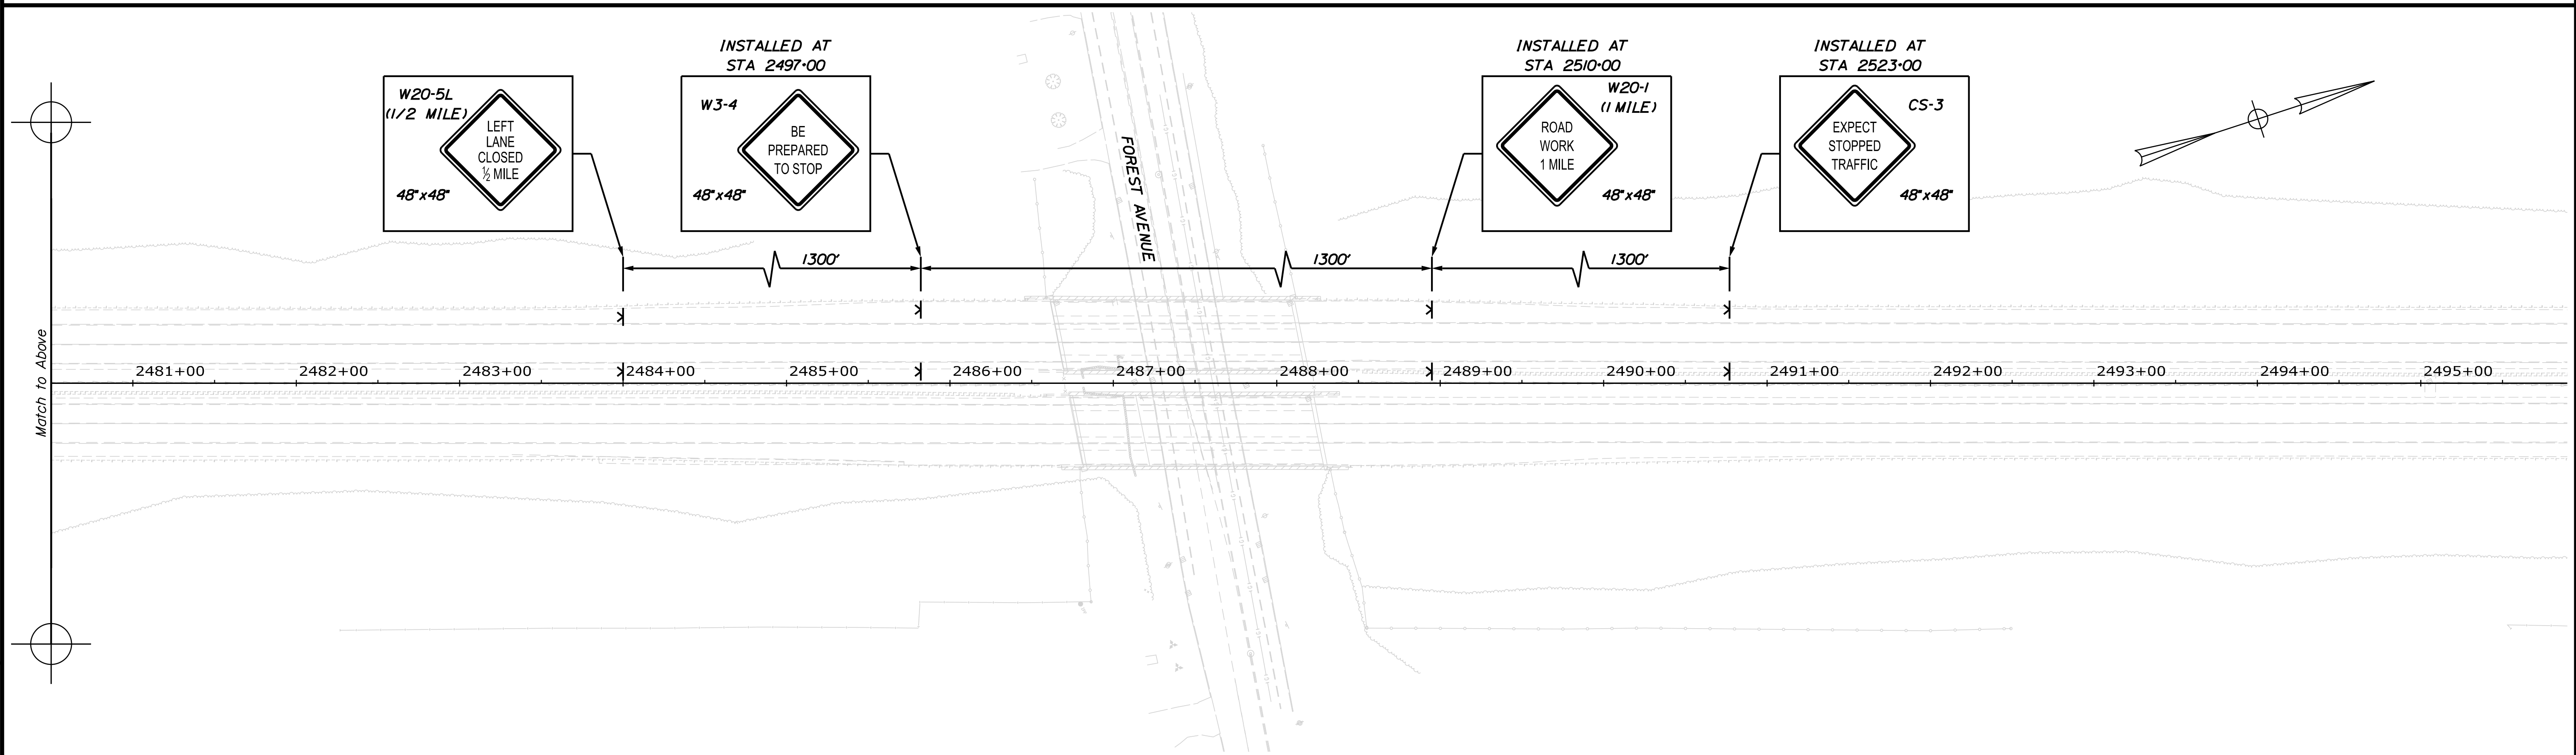 INSTALLED AT
STA 2497+00
INSTALLED AT
STA 2510+00
INSTALLED AT
STA 2523+00
W20-5L
(1/2 MILE)
LEFT
LANE
CLOSED
½ MILE
48"x48"
W3-4
BE
PREPARED
TO STOP
48"x48"
FOREST AVENUE
W20-1
(1 MILE)
ROAD
WORK
1 MILE
48"x48"
CS-3
EXPECT
STOPPED
TRAFFIC
48"x48"
1300'
1300'
1300'
Match to Above
2481+00
2482+00
2483+00
2484+00
2485+00
2486+00
2487+00
2488+00
2489+00
2490+00
2491+00
2492+00
2493+00
2494+00
2495+00